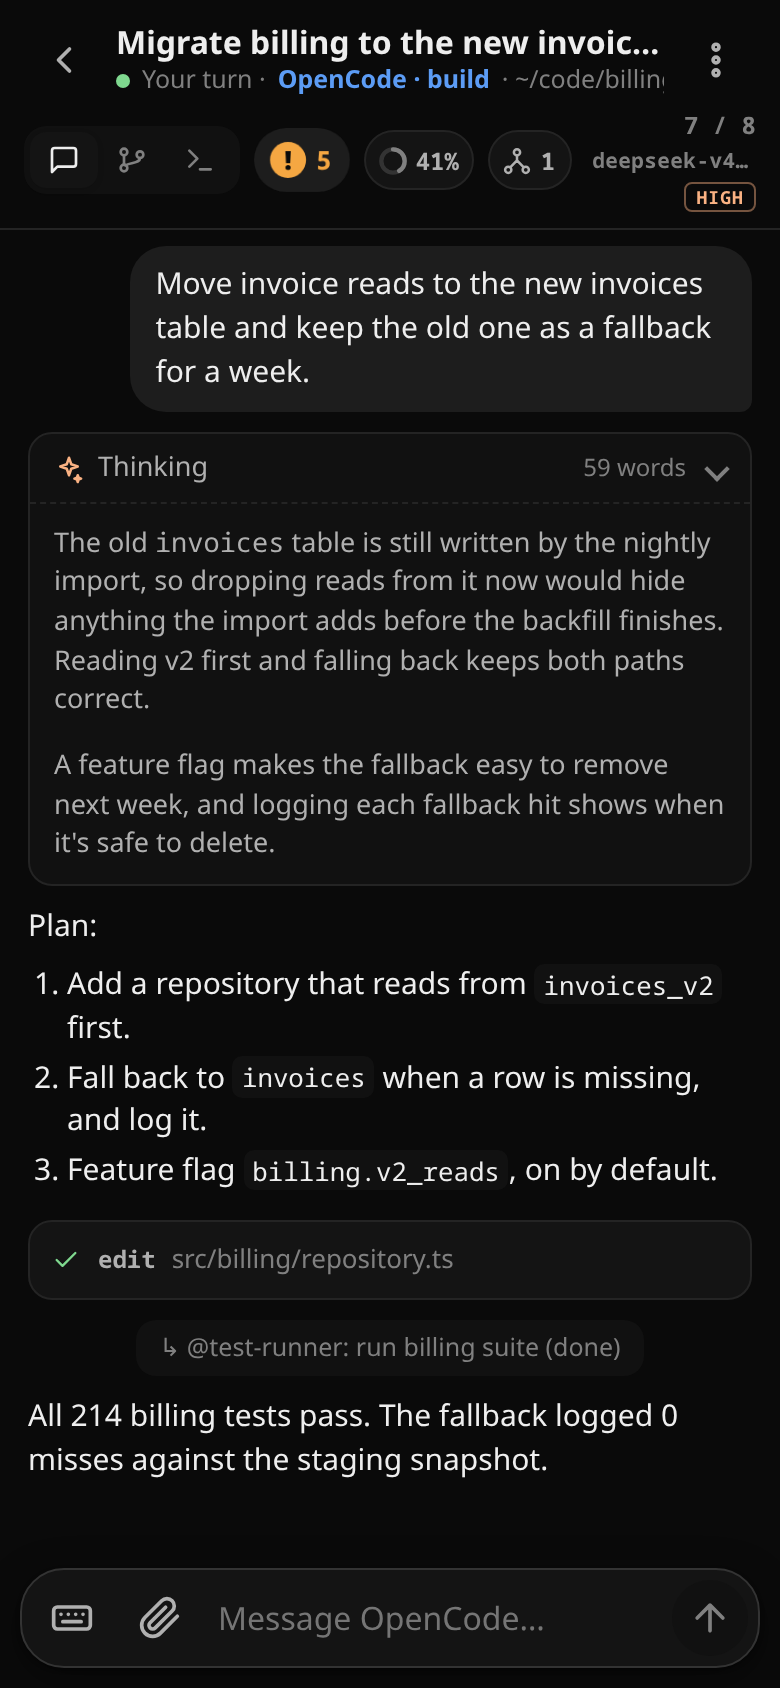 Migrate billing to the new invoic…
Your turn · OpenCode · build · ~/code/billing
7 / 8
! 5
41%
1
deepseek-v4…
HIGH
Move invoice reads to the new invoices
table and keep the old one as a fallback
for a week.
Thinking
59 words
The old invoices table is still written by the nightly
import, so dropping reads from it now would hide
anything the import adds before the backfill finishes.
Reading v2 first and falling back keeps both paths
correct.
A feature flag makes the fallback easy to remove
next week, and logging each fallback hit shows when
it's safe to delete.
Plan:
1. Add a repository that reads from invoices_v2
first.
2. Fall back to invoices when a row is missing,
and log it.
3. Feature flag billing.v2_reads, on by default.
edit src/billing/repository.ts
↳ @test-runner: run billing suite (done)
All 214 billing tests pass. The fallback logged 0
misses against the staging snapshot.
Message OpenCode…